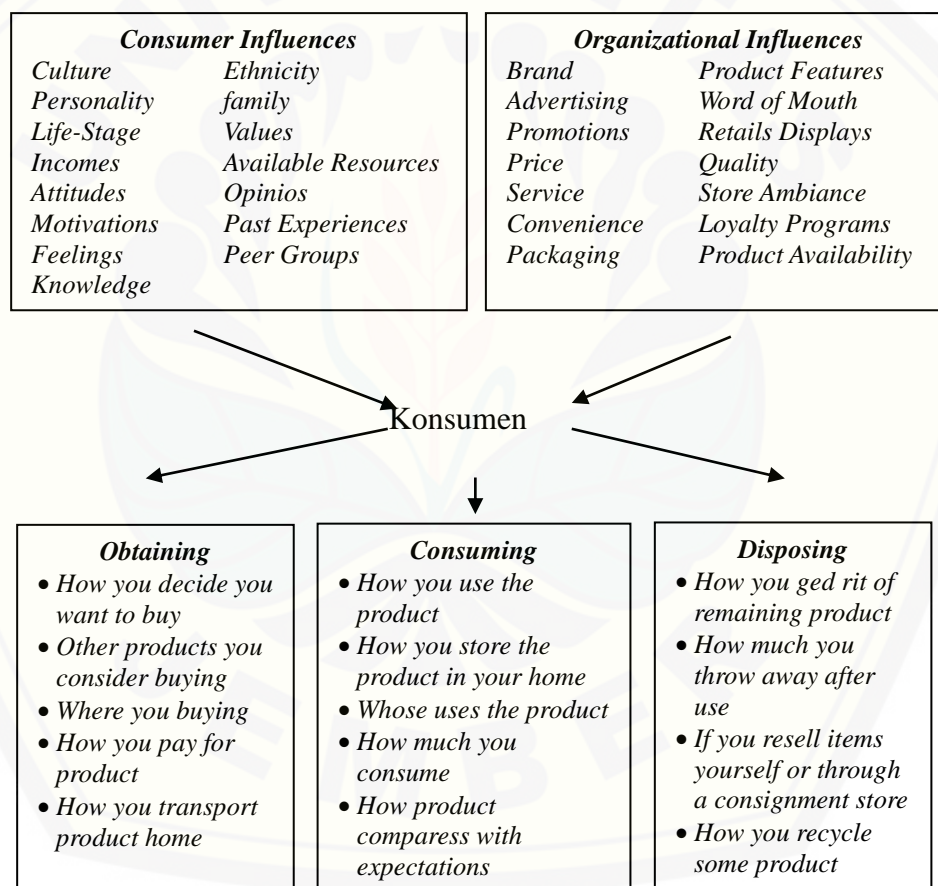 Consumer Influences
Culture Ethnicity
Personality family
Life-Stage Values
Incomes Available Resources
Attitudes Opinios
Motivations Past Experiences
Feelings Peer Groups
Knowledge
Organizational Influences
Brand Product Features
Advertising Word of Mouth
Promotions Retails Displays
Price Quality
Service Store Ambiance
Convenience Loyalty Programs
Packaging Product Availability
Konsumen
Obtaining
• How you decide you
want to buy
• Other products you
consider buying
• Where you buying
• How you pay for
product
• How you transport
product home
Consuming
• How you use the
product
• How you store the
product in your home
• Whose uses the product
• How much you
consume
• How product
comparess with
expectations
Disposing
• How you ged rit of
remaining product
• How much you
throw away after
use
• If you resell items
yourself or through
a consignment store
• How you recycle
some product